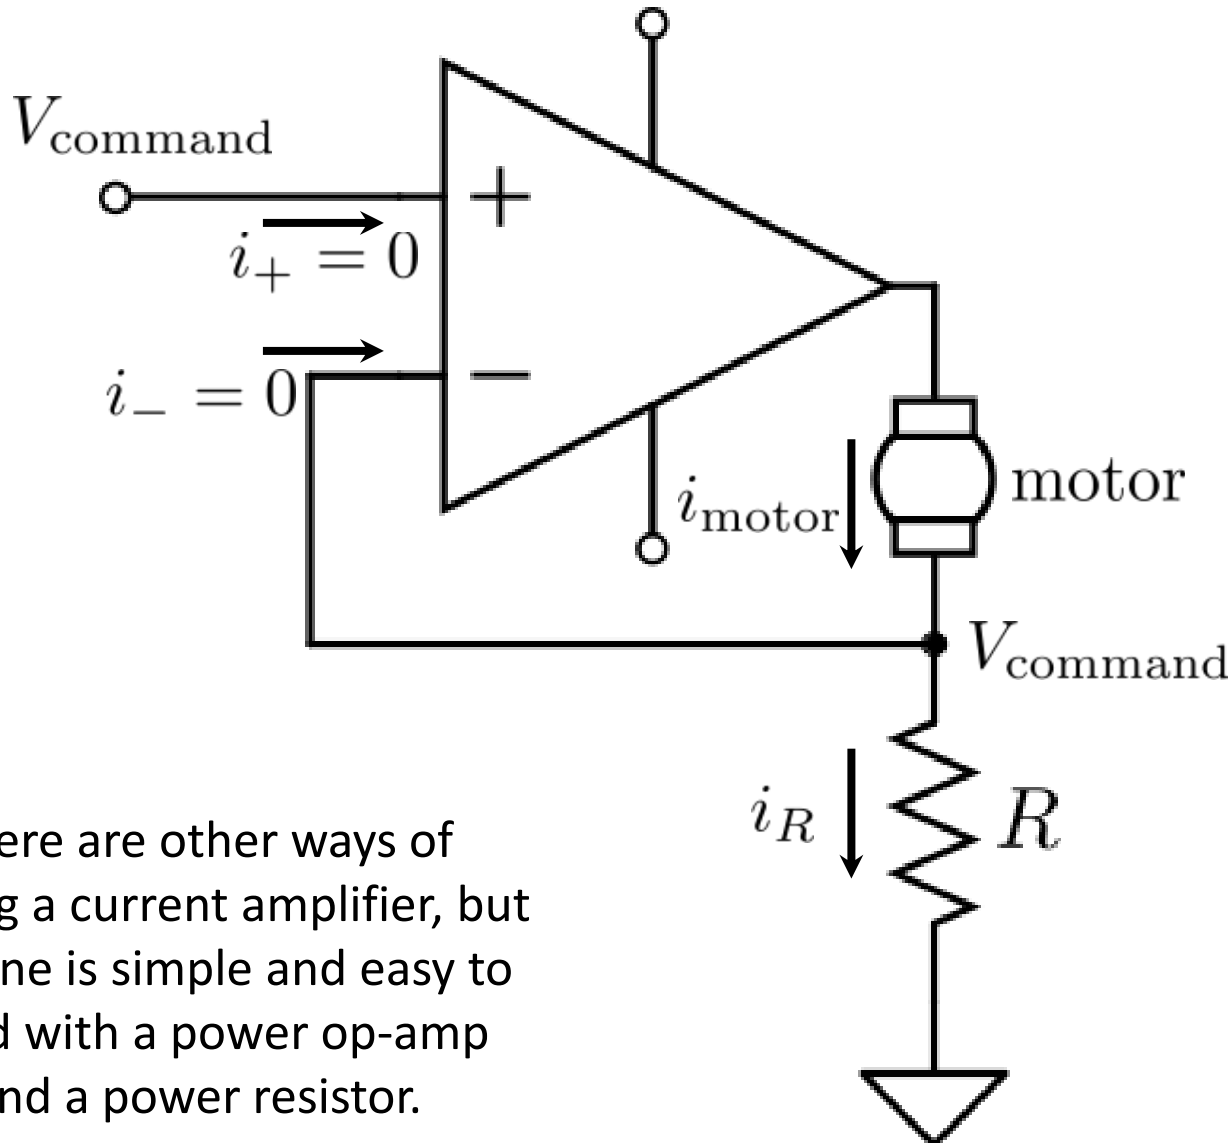 V_command
+
i_+ = 0
−
i_− = 0
i_motor
motor
V_command
i_R
R
ere are other ways of
g a current amplifier, but
ne is simple and easy to
d with a power op-amp
nd a power resistor.